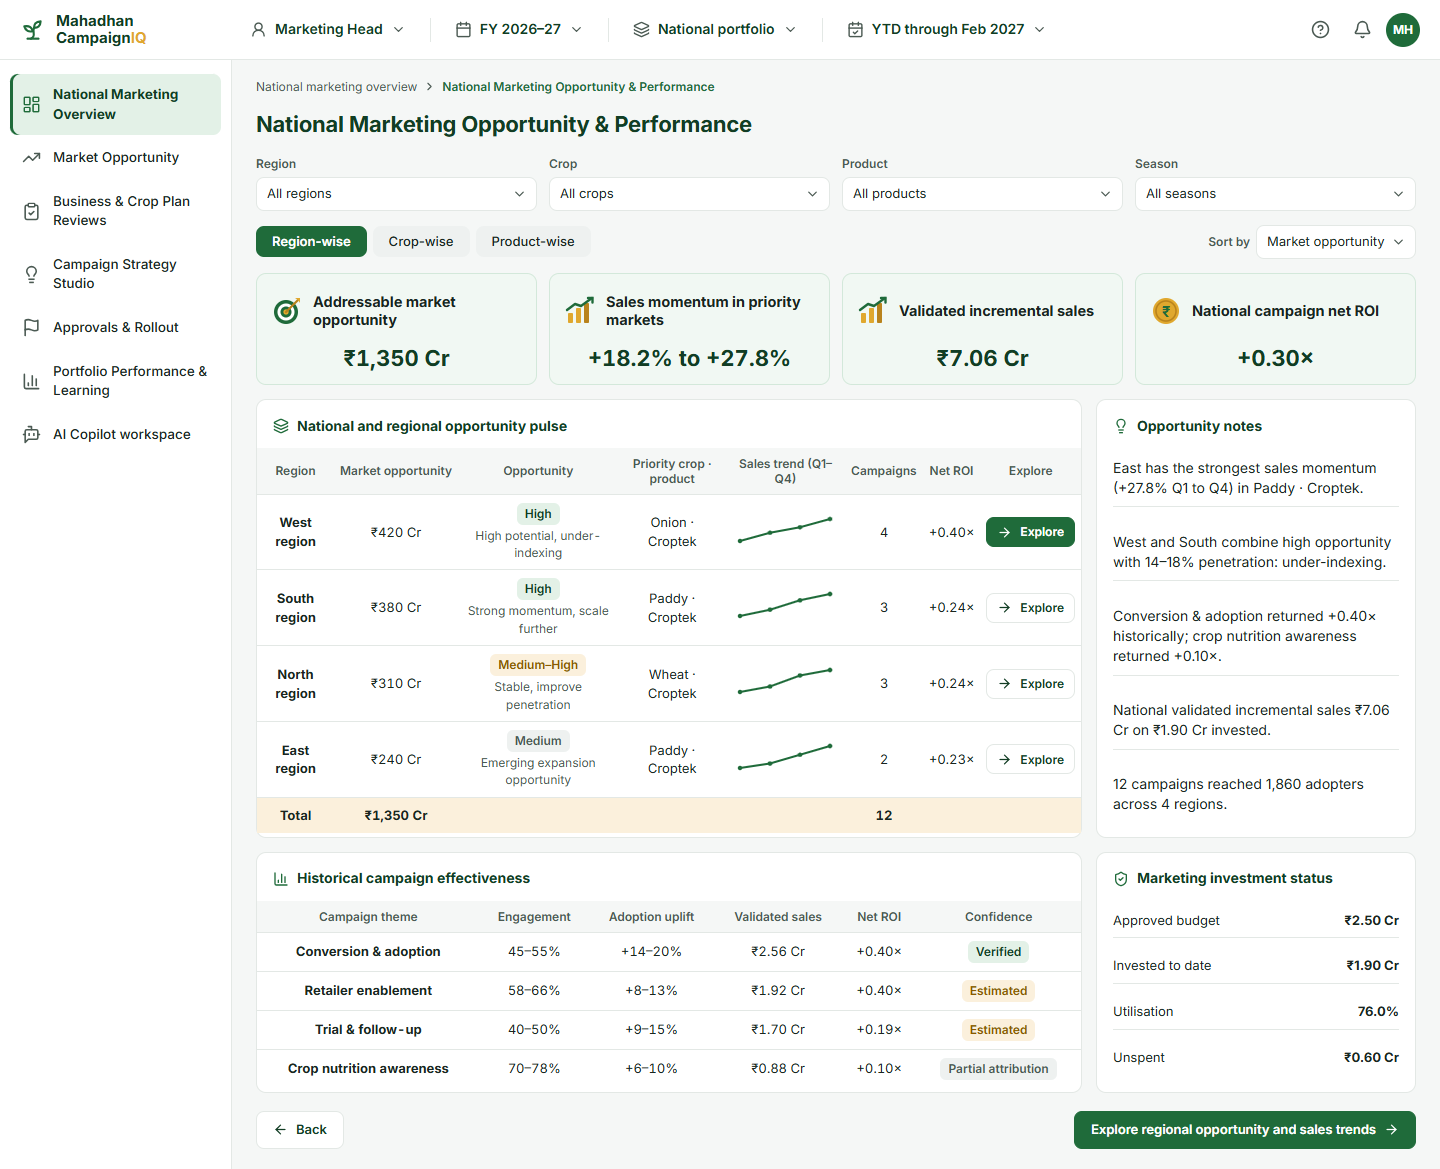 Mahadhan
CampaignIQ
Marketing Head
FY 2026–27
National portfolio
YTD through Feb 2027
MH
National Marketing
Overview
Market Opportunity
Business & Crop Plan
Reviews
Campaign Strategy
Studio
Approvals & Rollout
Portfolio Performance &
Learning
AI Copilot workspace
National marketing overview > National Marketing Opportunity & Performance
National Marketing Opportunity & Performance
Region
Crop
Product
Season
All regions
All crops
All products
All seasons
Region-wise
Crop-wise
Product-wise
Sort by
Market opportunity
Addressable market
opportunity
₹1,350 Cr
Sales momentum in priority
markets
+18.2% to +27.8%
Validated incremental sales
₹7.06 Cr
₹
National campaign net ROI
+0.30×
National and regional opportunity pulse
Region
Market opportunity
Opportunity
Priority crop ·
product
Sales trend (Q1–
Q4)
Campaigns
Net ROI
Explore
West
region
₹420 Cr
High
High potential, under-
indexing
Onion ·
Croptek
4
+0.40×
Explore
South
region
₹380 Cr
High
Strong momentum, scale
further
Paddy ·
Croptek
3
+0.24×
Explore
North
region
₹310 Cr
Medium–High
Stable, improve
penetration
Wheat ·
Croptek
3
+0.24×
Explore
East
region
₹240 Cr
Medium
Emerging expansion
opportunity
Paddy ·
Croptek
2
+0.23×
Explore
Total
₹1,350 Cr
12
Opportunity notes
East has the strongest sales momentum
(+27.8% Q1 to Q4) in Paddy · Croptek.
West and South combine high opportunity
with 14–18% penetration: under-indexing.
Conversion & adoption returned +0.40×
historically; crop nutrition awareness
returned +0.10×.
National validated incremental sales ₹7.06
Cr on ₹1.90 Cr invested.
12 campaigns reached 1,860 adopters
across 4 regions.
Historical campaign effectiveness
Campaign theme
Engagement
Adoption uplift
Validated sales
Net ROI
Confidence
Conversion & adoption
45–55%
+14–20%
₹2.56 Cr
+0.40×
Verified
Retailer enablement
58–66%
+8–13%
₹1.92 Cr
+0.40×
Estimated
Trial & follow-up
40–50%
+9–15%
₹1.70 Cr
+0.19×
Estimated
Crop nutrition awareness
70–78%
+6–10%
₹0.88 Cr
+0.10×
Partial attribution
Marketing investment status
Approved budget
₹2.50 Cr
Invested to date
₹1.90 Cr
Utilisation
76.0%
Unspent
₹0.60 Cr
Back
Explore regional opportunity and sales trends